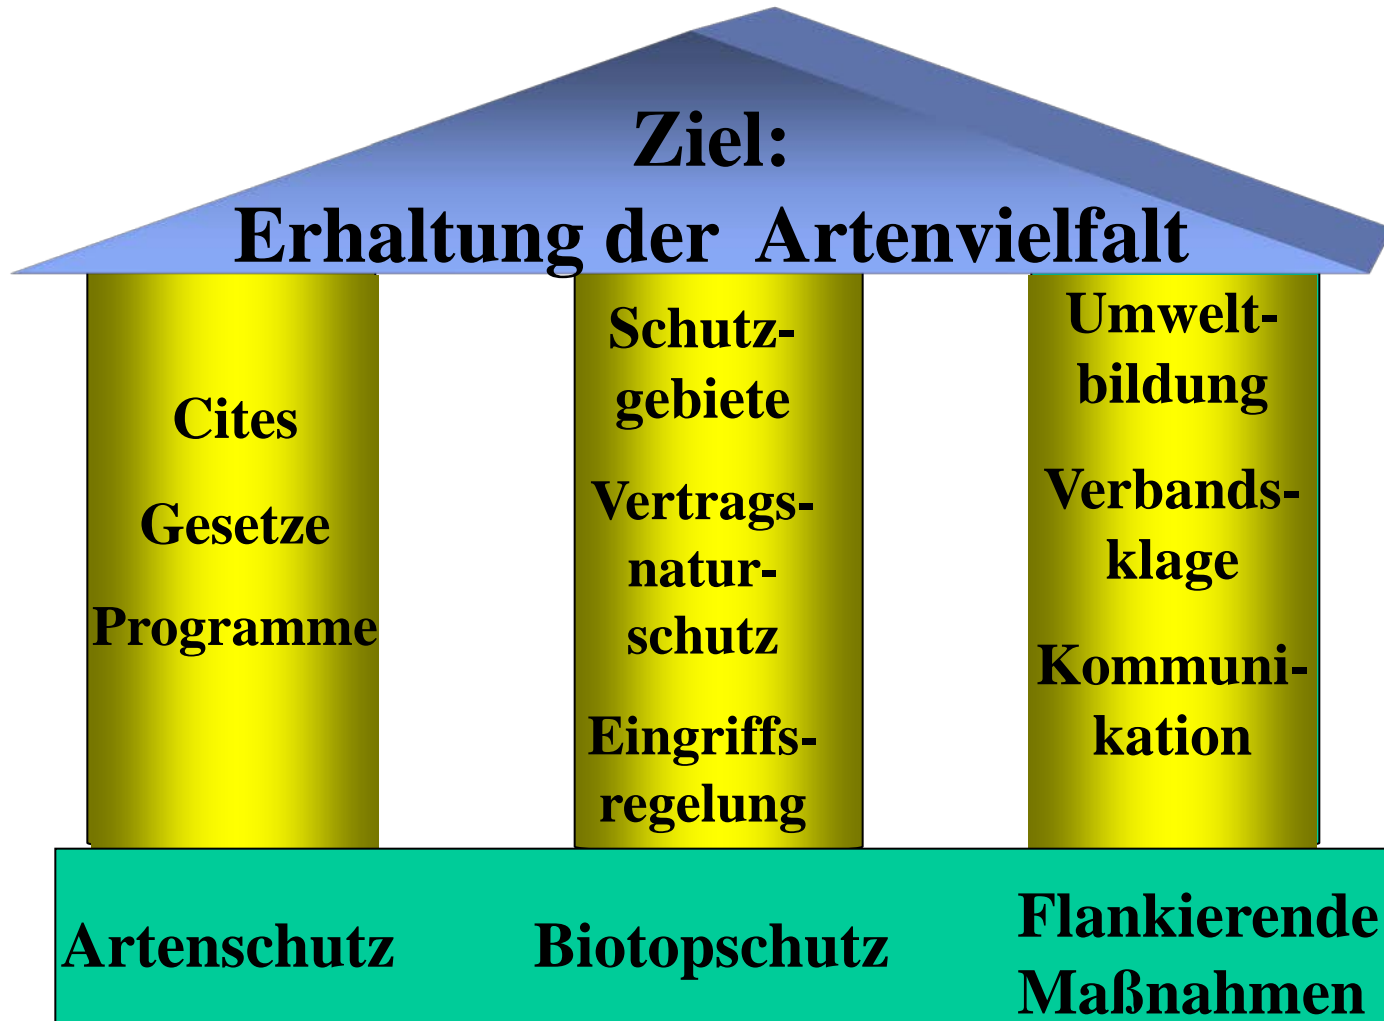 Ziel:
Erhaltung der Artenvielfalt
Cites
Gesetze
Programme
Schutz-
gebiete
Vertrags-
natur-
schutz
Eingriffs-
regelung
Umwelt-
bildung
Verbands-
klage
Kommuni-
kation
Artenschutz
Biotopschutz
Flankierende
Maßnahmen